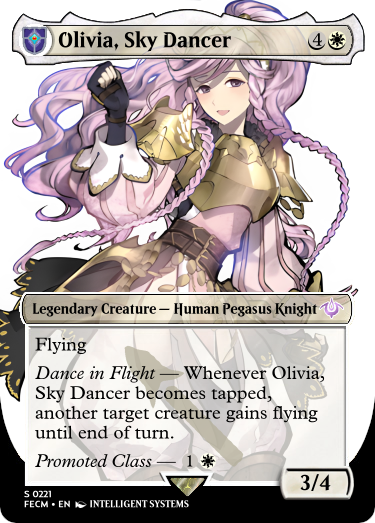 Olivia, Sky Dancer 4
Legendary Creature — Human Pegasus Knight
Flying
Dance in Flight — Whenever Olivia,
Sky Dancer becomes tapped,
another target creature gains flying
until end of turn.
Promoted Class — 1
3/4
S 0221
FECM • EN INTELLIGENT SYSTEMS